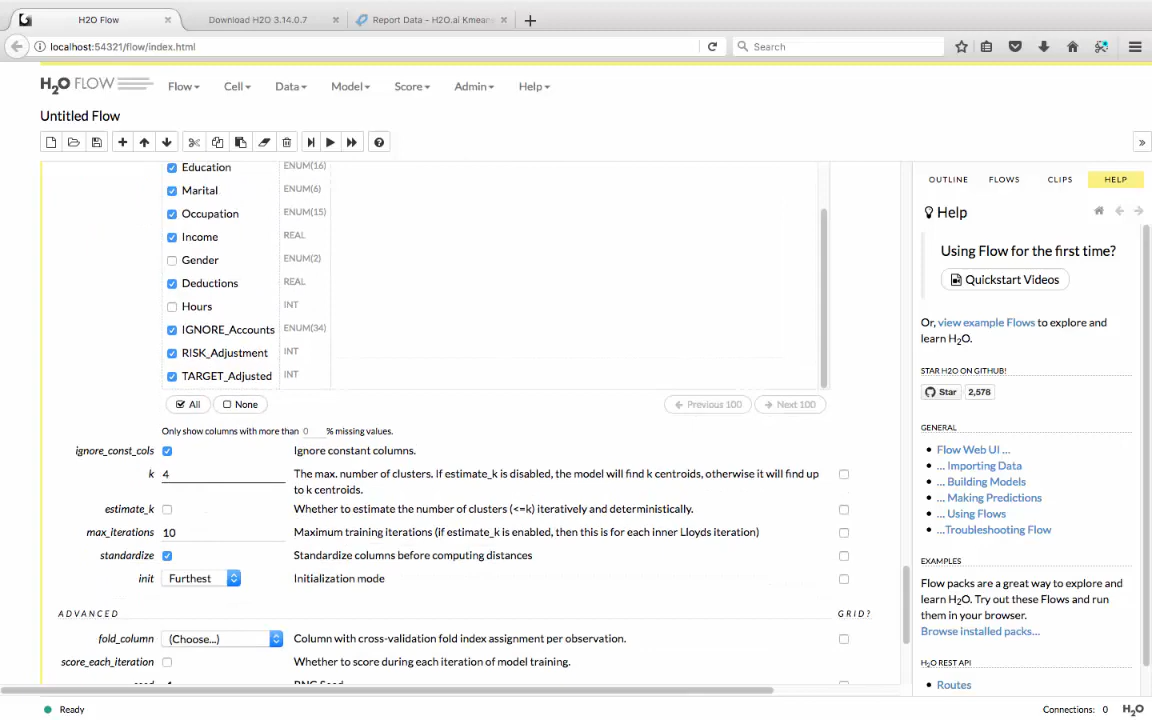 H2O Flow
Download H2O 3.14.0.7
Report Data - H2O.ai Kmean
localhost:54321/flow/index.html
Search
H2O FLOW
Flow
Cell
Data
Model
Score
Admin
Help
Untitled Flow
OUTLINE
FLOWS
CLIPS
HELP
Education ENUM(16)
Marital ENUM(6)
Occupation ENUM(15)
Income REAL
Gender ENUM(2)
Deductions REAL
Hours INT
IGNORE_Accounts ENUM(34)
RISK_Adjustment INT
TARGET_Adjusted INT
All
None
Previous 100
Next 100
Only show columns with more than 0 % missing values.
ignore_const_cols Ignore constant columns.
k 4 The max. number of clusters. If estimate_k is disabled, the model will find k centroids, otherwise it will find up
to k centroids.
estimate_k Whether to estimate the number of clusters (<=k) iteratively and deterministically.
max_iterations 10 Maximum training iterations (if estimate_k is enabled, then this is for each inner Lloyds iteration)
standardize Standardize columns before computing distances
init Furthest Initialization mode
ADVANCED GRID?
fold_column (Choose...) Column with cross-validation fold index assignment per observation.
score_each_iteration Whether to score during each iteration of model training.
Help
Using Flow for the first time?
Quickstart Videos
Or, view example Flows to explore and
learn H2O.
STAR H2O ON GITHUB!
Star 2,578
GENERAL
Flow Web UI ...
... Importing Data
... Building Models
... Making Predictions
... Using Flows
...Troubleshooting Flow
EXAMPLES
Flow packs are a great way to explore and
learn H2O. Try out these Flows and run
them in your browser.
Browse installed packs...
H2O REST API
Routes
Ready
Connections: 0 H2O